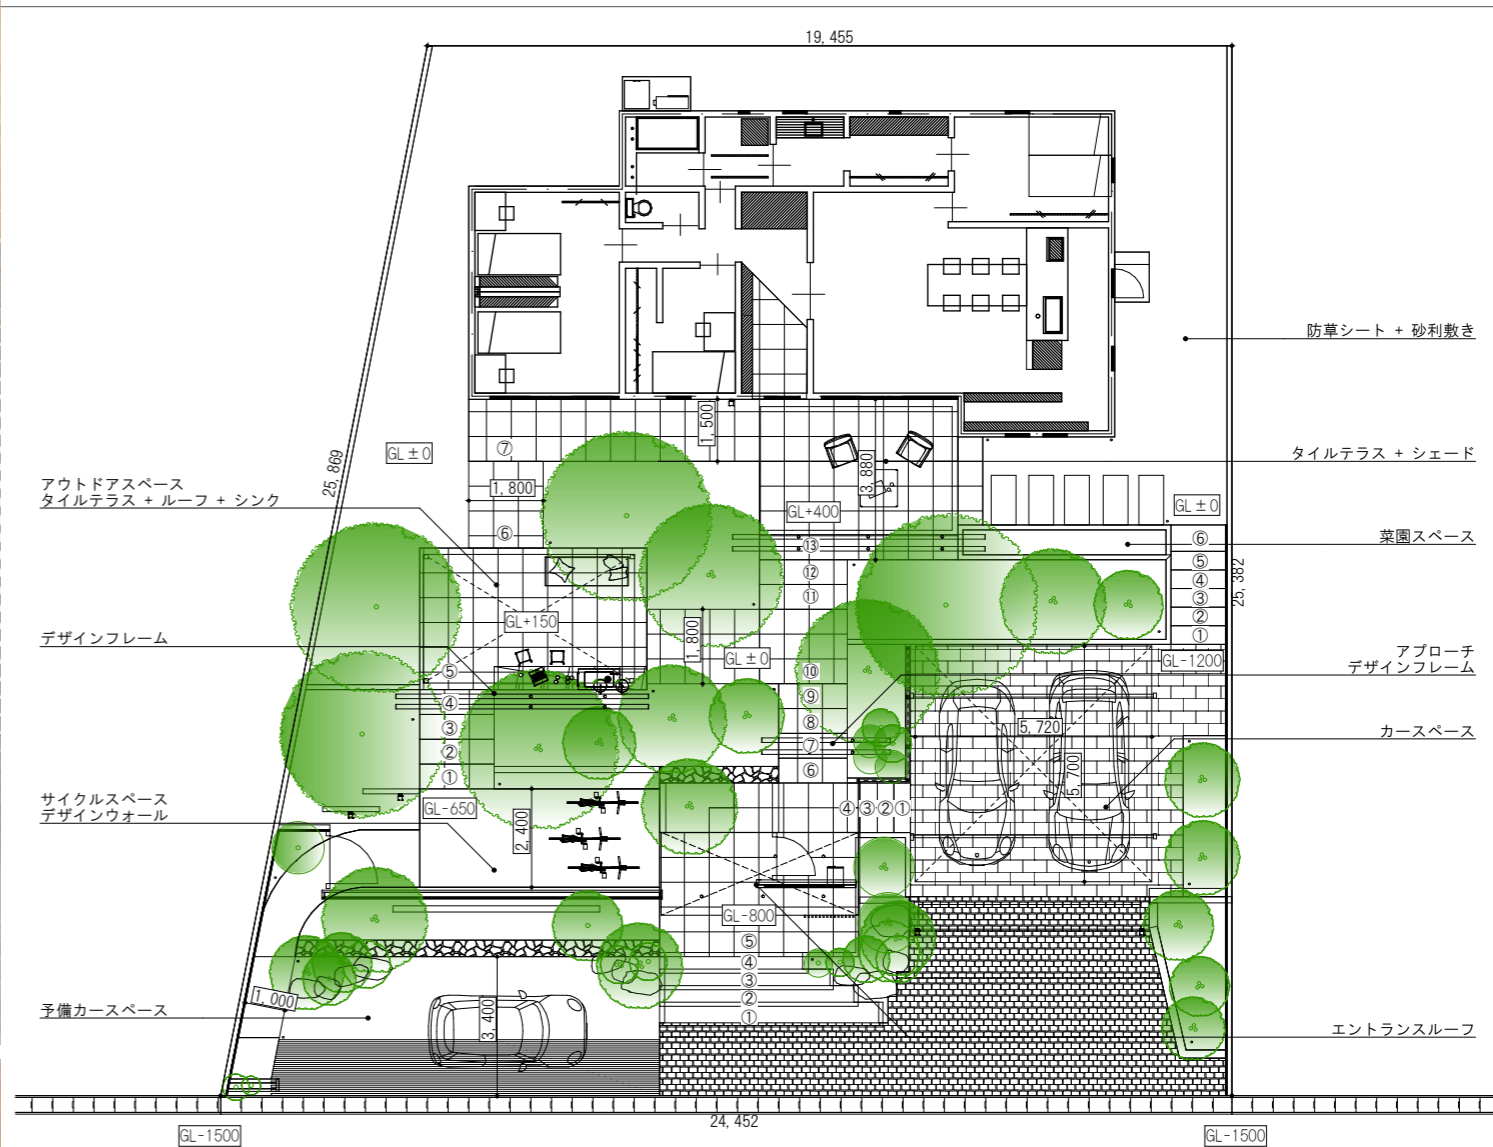 19,455
防草シート + 砂利敷き
1,500
⑦
GL±0
タイルテラス + シェード
25,869
3,880
アウトドアスペース
タイルテラス + ルーフ + シンク
1,800
GL+400
GL±0
⑥
⑬
⑥
菜園スペース
⑫
⑤
④
25,382
⑪
③
GL+150
②
デザインフレーム
1,800
①
GL±0
アプローチ
デザインフレーム
⑤
⑩
GL-1200
④
⑨
③
⑧
5,720
カースペース
②
⑦
①
⑥
5,700
サイクルスペース
デザインウォール
GL-650
④③②①
2,400
GL-800
⑤
④
③
1,000
②
予備カースペース
3,400
①
エントランスルーフ
24,452
GL-1500
GL-1500